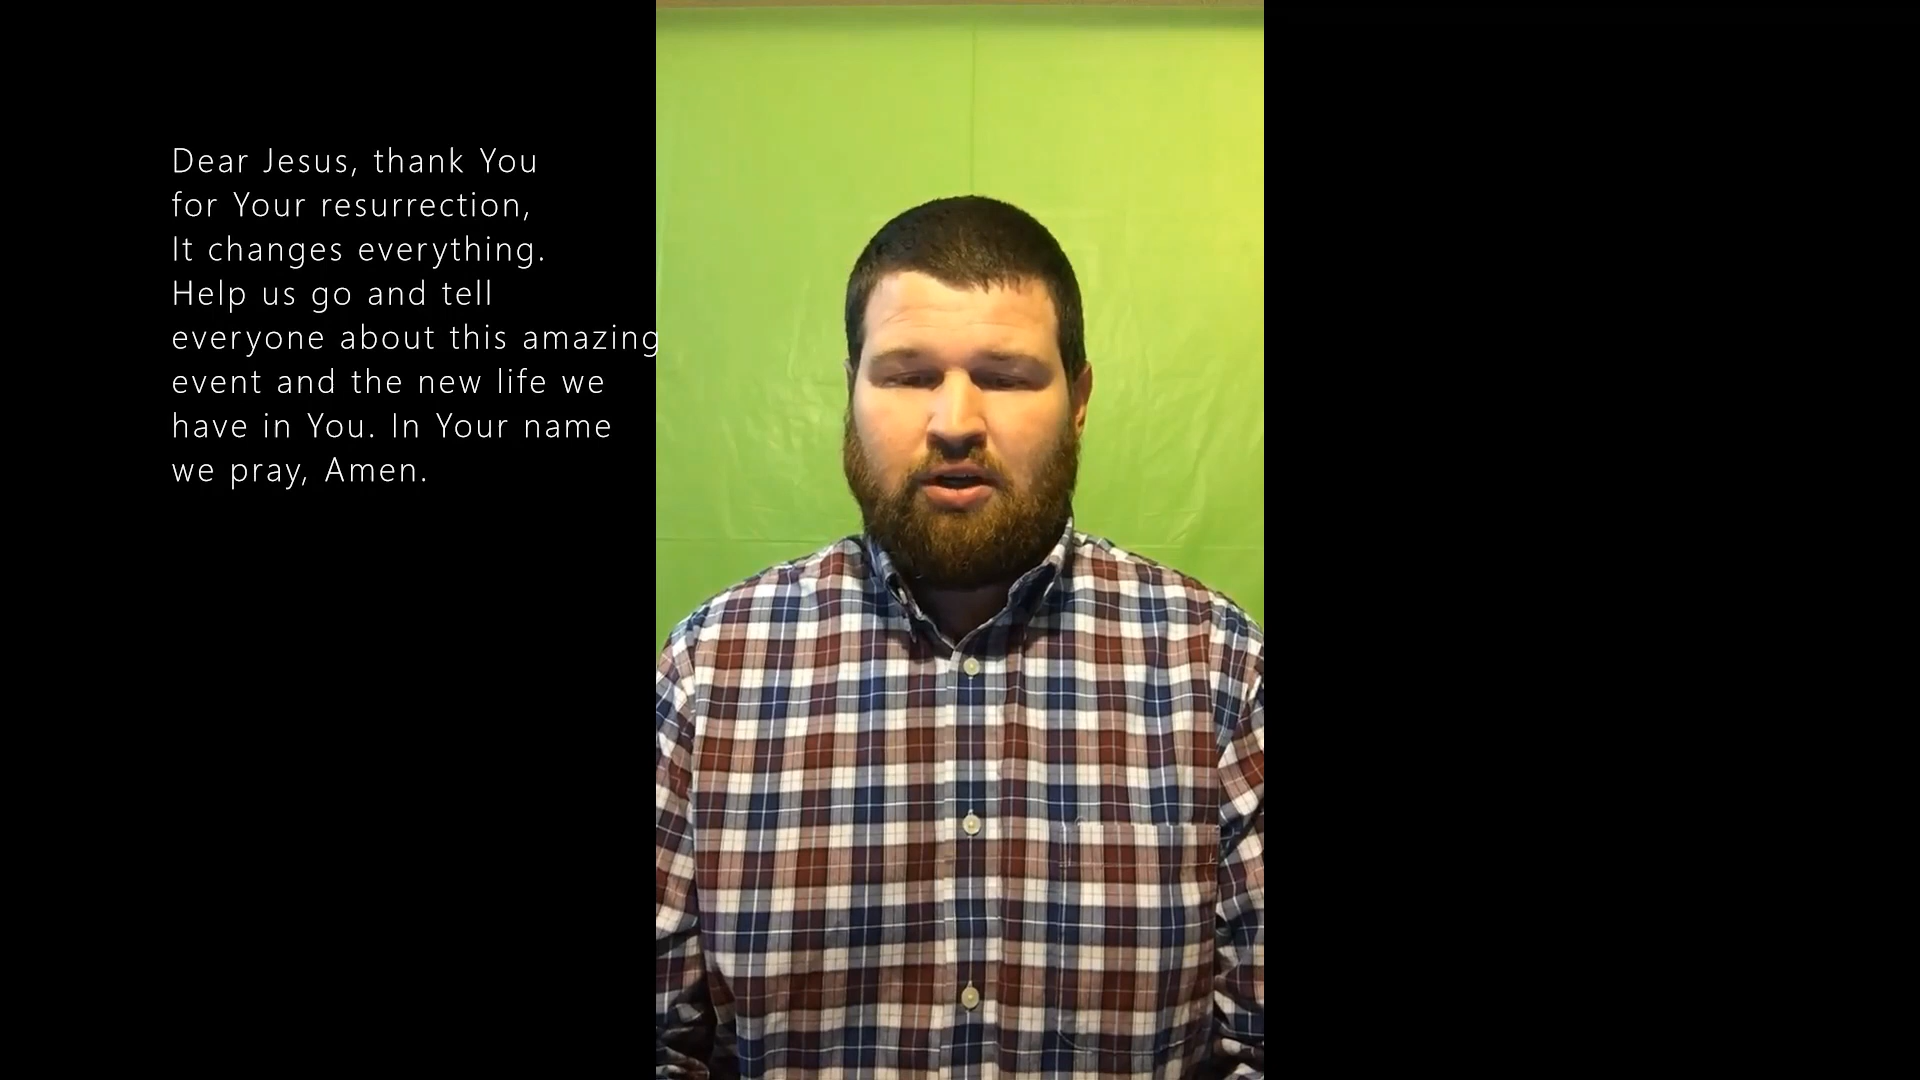 Dear Jesus, thank You
for Your resurrection,
It changes everything.
Help us go and tell
everyone about this amazing
event and the new life we
have in You. In Your name
we pray, Amen.